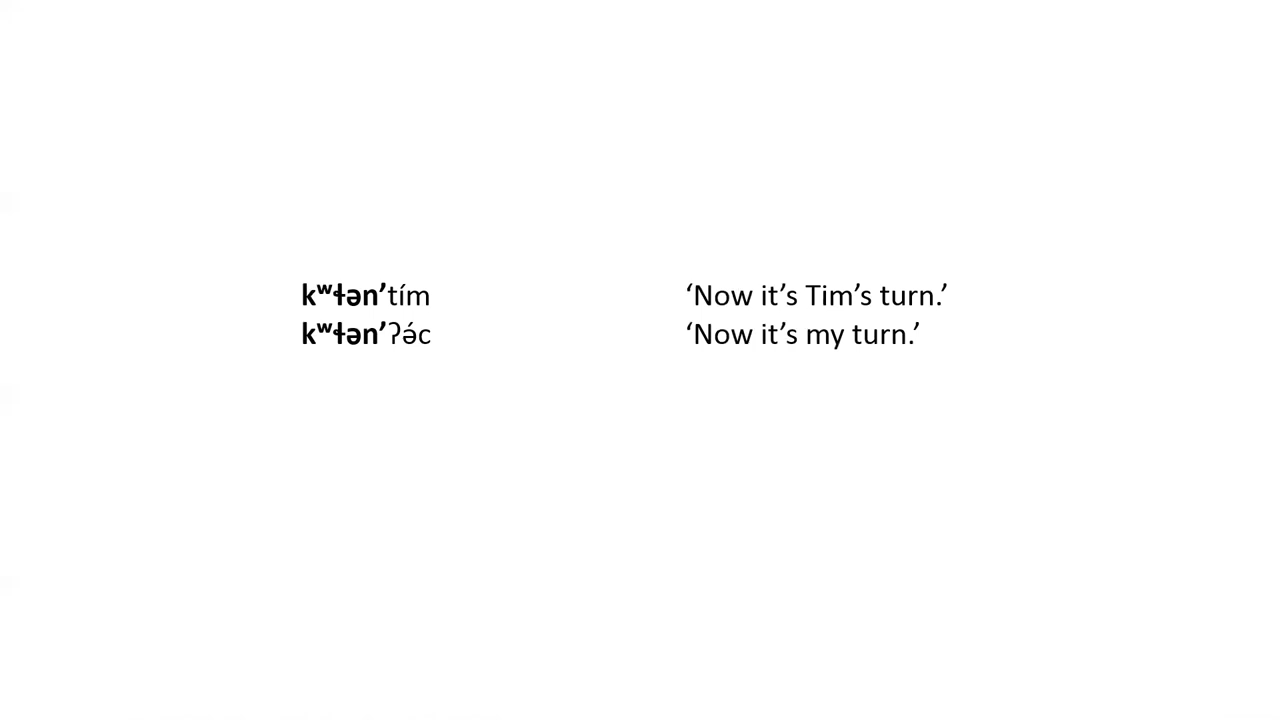 kʷɬən’tím ‘Now it’s Tim’s turn.’
kʷɬən’ʔə́c ‘Now it’s my turn.’